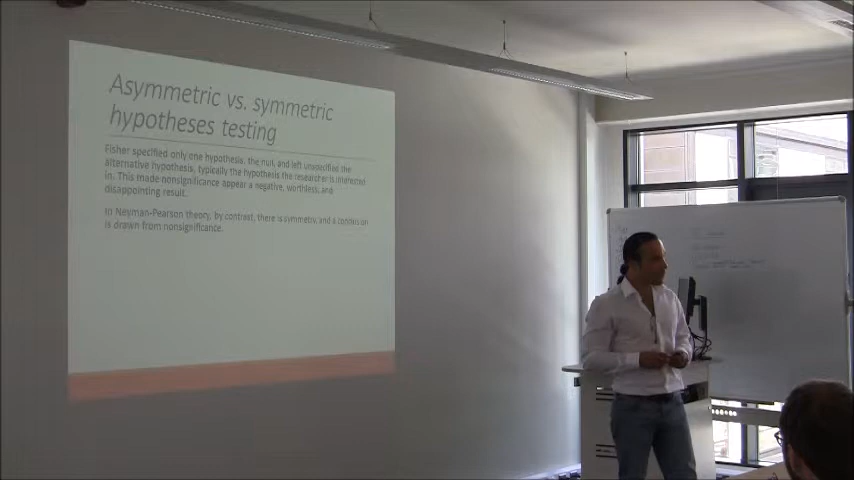 Asymmetric vs. symmetric
hypotheses testing
Fisher specified only one hypothesis, the null, and left unspecified the
alternative hypothesis, typically the hypothesis the researcher is interested
in. This made nonsignificance appear a negative, worthless, and
disappointing result.
In Neyman-Pearson theory, by contrast, there is symmetry, and a conclusion
is drawn from nonsignificance.